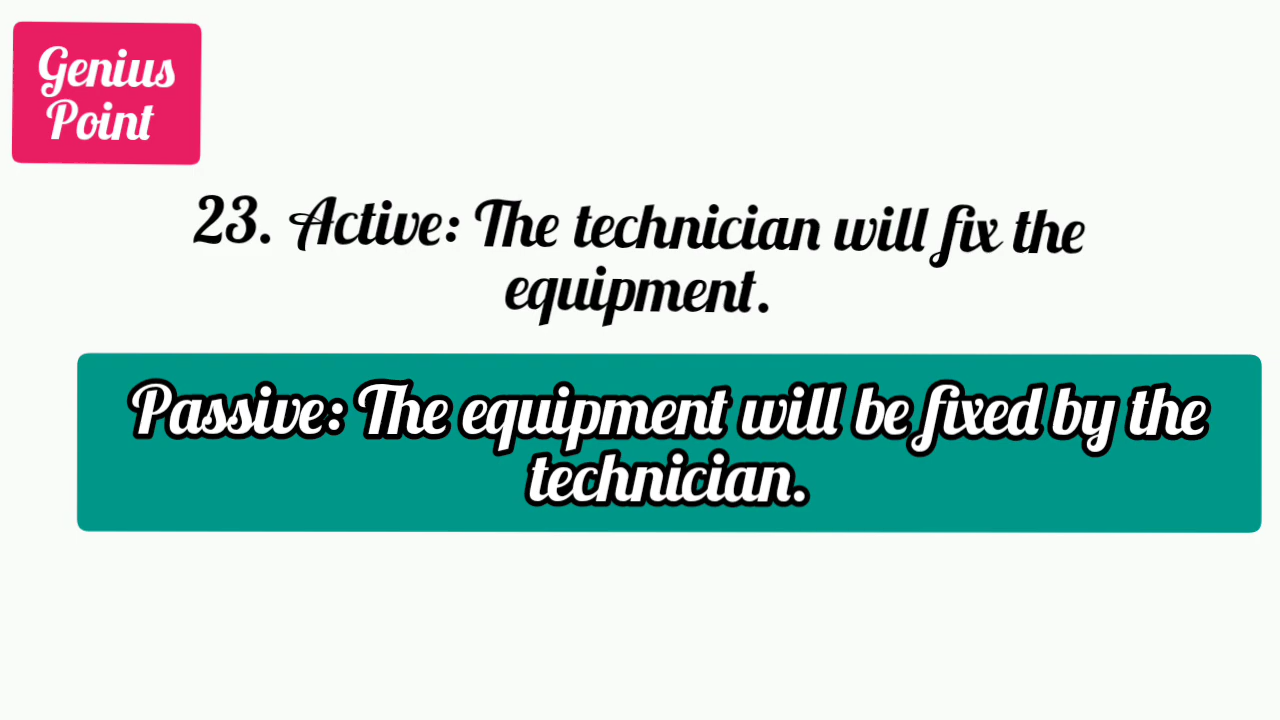 Genius
Point
23. Active: The technician will fix the
equipment.
Passive: The equipment will be fixed by the
technician.